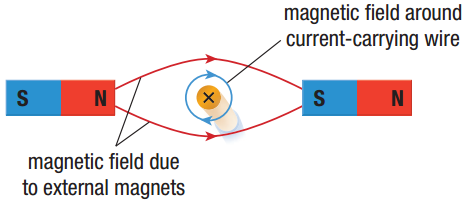 magnetic field around
current-carrying wire
S N S N
magnetic field due
to external magnets